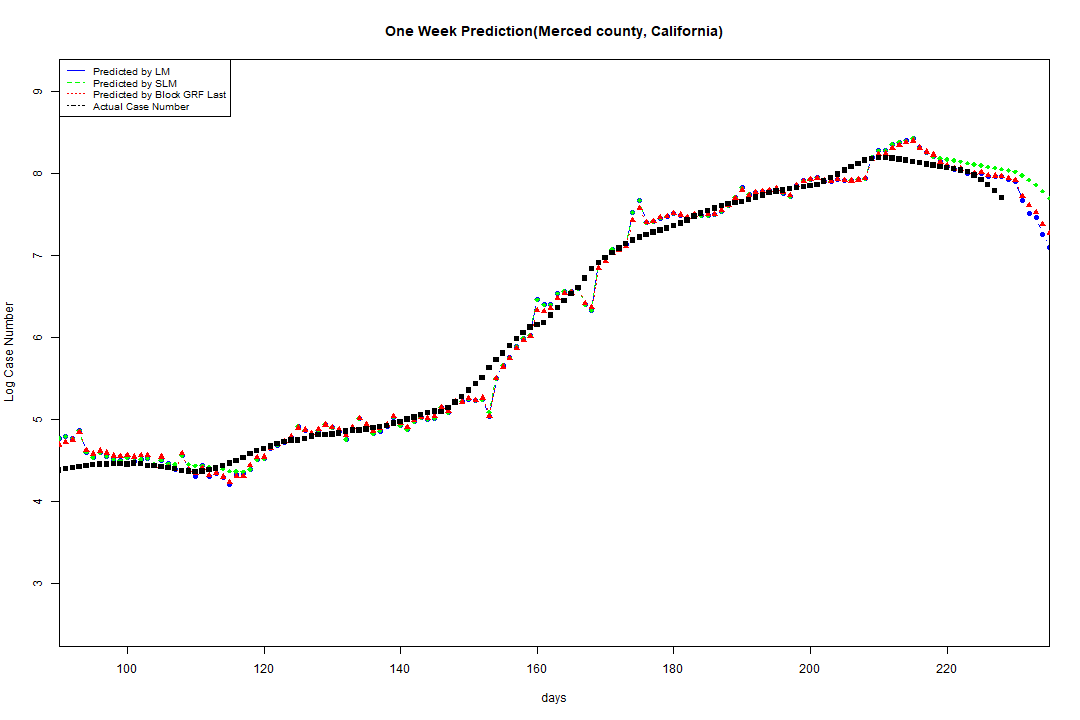 One Week Prediction(Merced county, California)
Predicted by LM
Predicted by SLM
Predicted by Block GRF Last
Actual Case Number
9
8
7
6
5
4
3
Log Case Number
100 120 140 160 180 200 220
days